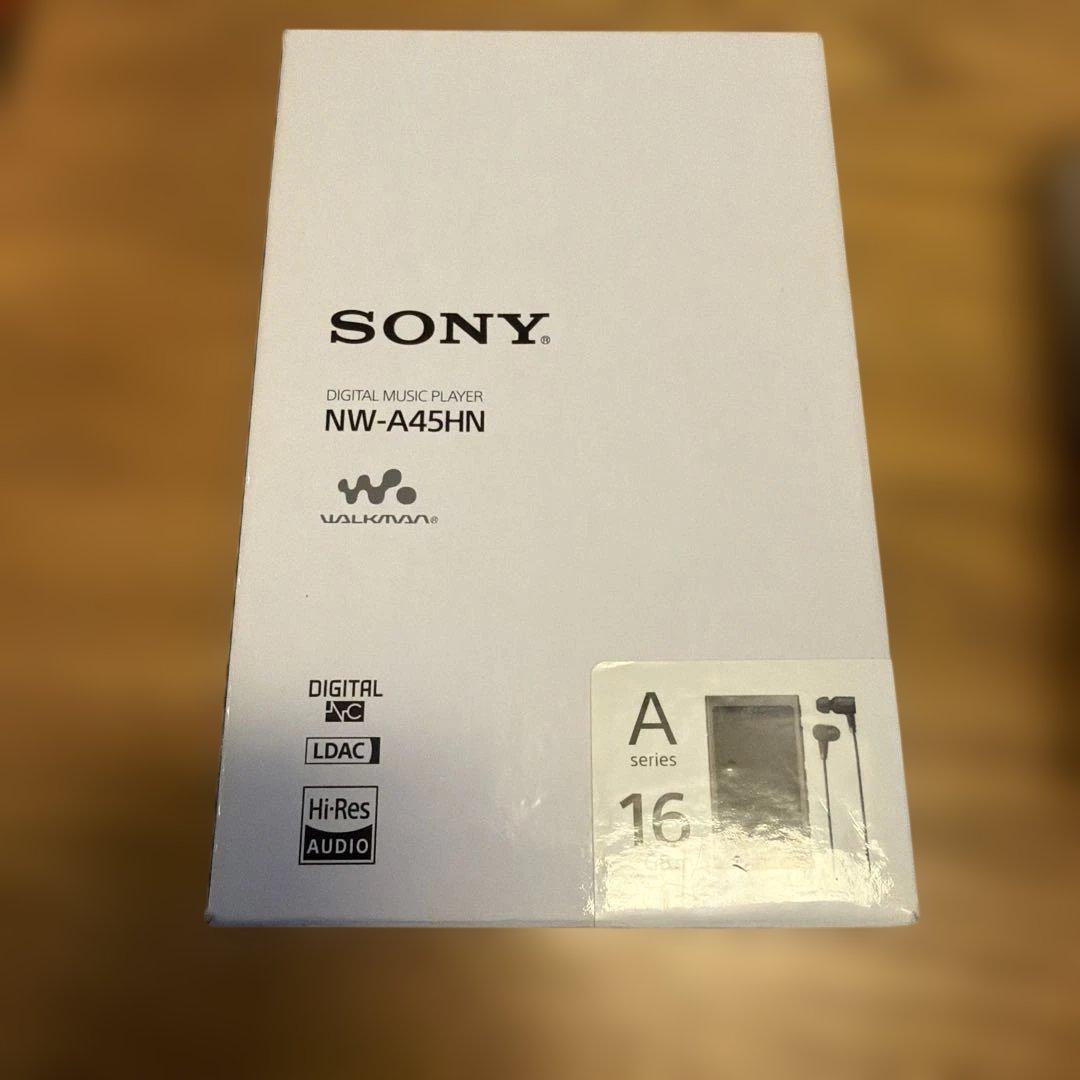 SONY®
DIGITAL MUSIC PLAYER
NW-A45HN
WALKMAN®
DIGITAL
NC
LDAC
Hi-Res
AUDIO
A
series
16